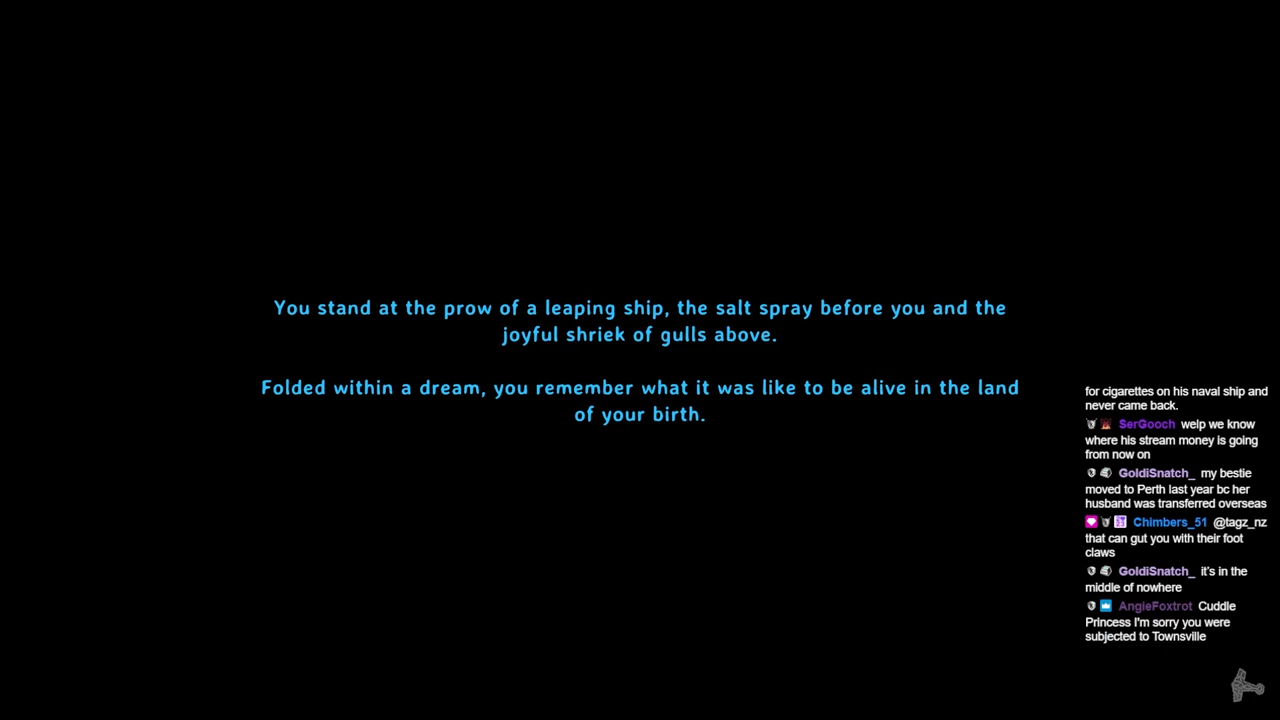 You stand at the prow of a leaping ship, the salt spray before you and the
joyful shriek of gulls above.
Folded within a dream, you remember what it was like to be alive in the land
of your birth.
for cigarettes on his naval ship and
never came back.
SerGooch welp we know
where his stream money is going
from now on
GoldiSnatch_ my bestie
moved to Perth last year bc her
husband was transferred overseas
Chimbers_51 @tagz_nz
that can gut you with their foot
claws
GoldiSnatch_ it's in the
middle of nowhere
AngieFoxtrot Cuddle
Princess I'm sorry you were
subjected to Townsville